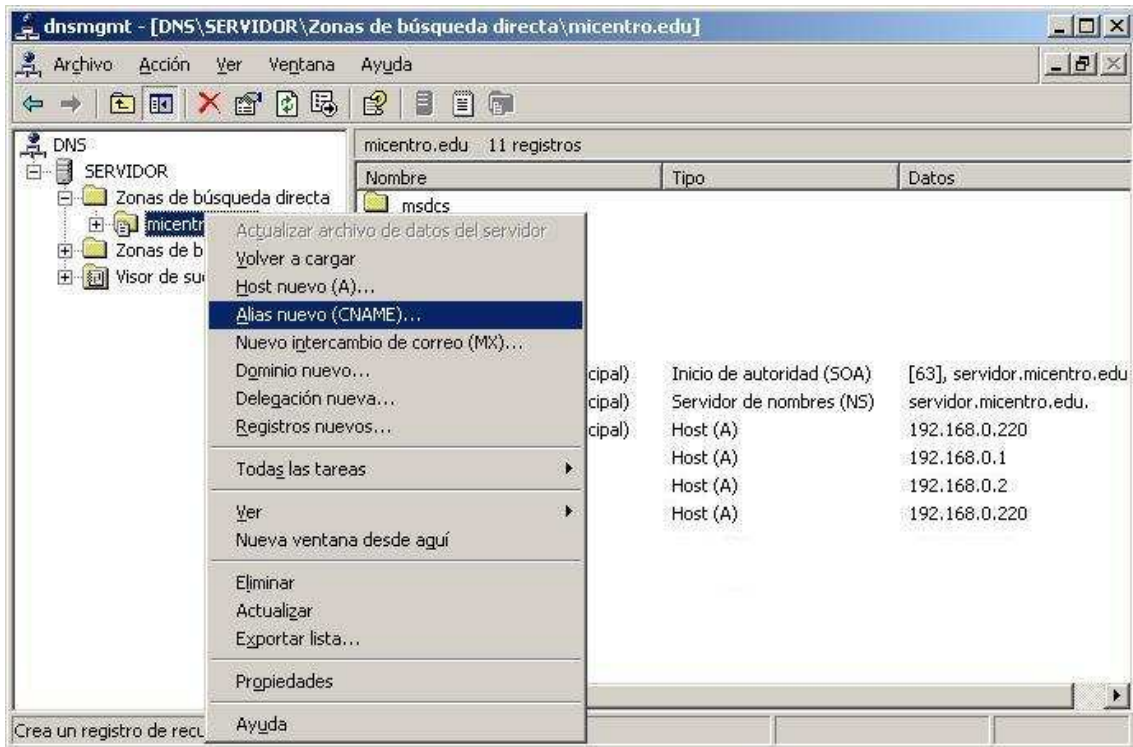 dnsmgmt - [DNS\SERVIDOR\Zonas de búsqueda directa\micentro.edu]
Archivo Acción Ver Ventana Ayuda
DNS
SERVIDOR
Zonas de búsqueda directa
micentr
Zonas de b
Visor de su
micentro.edu 11 registros
Nombre Tipo Datos
msdcs
cipal) Inicio de autoridad (SOA) [63], servidor.micentro.edu
cipal) Servidor de nombres (NS) servidor.micentro.edu.
cipal) Host (A) 192.168.0.220
Host (A) 192.168.0.1
Host (A) 192.168.0.2
Host (A) 192.168.0.220
Actualizar archivo de datos del servidor
Volver a cargar
Host nuevo (A)...
Alias nuevo (CNAME)...
Nuevo intercambio de correo (MX)...
Dominio nuevo...
Delegación nueva...
Registros nuevos...
Todas las tareas
Ver
Nueva ventana desde aquí
Eliminar
Actualizar
Exportar lista...
Propiedades
Ayuda
Crea un registro de recu